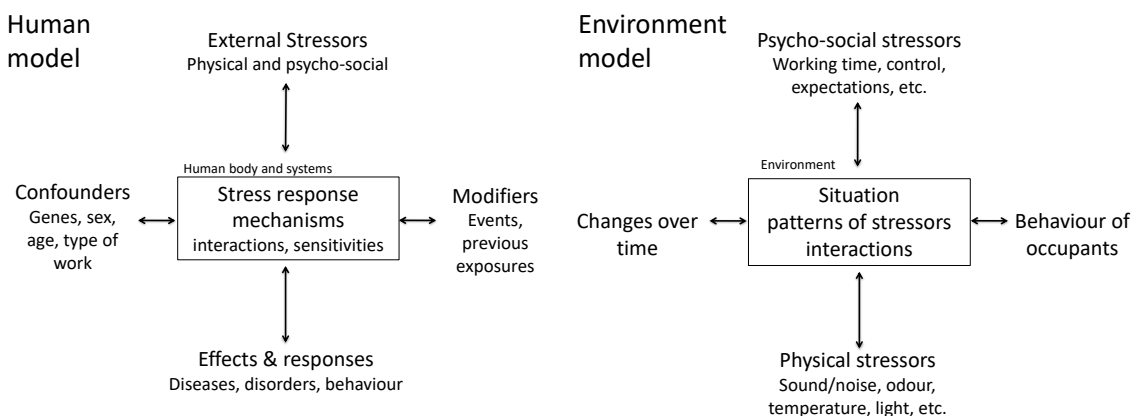 Human
model
External Stressors
Physical and psycho-social
Human body and systems
Confounders
Genes, sex,
age, type of
work
Stress response
mechanisms
interactions, sensitivities
Modifiers
Events,
previous
exposures
Effects & responses
Diseases, disorders, behaviour
Environment
model
Psycho-social stressors
Working time, control,
expectations, etc.
Environment
Changes over
time
Situation
patterns of stressors
interactions
Behaviour of
occupants
Physical stressors
Sound/noise, odour,
temperature, light, etc.